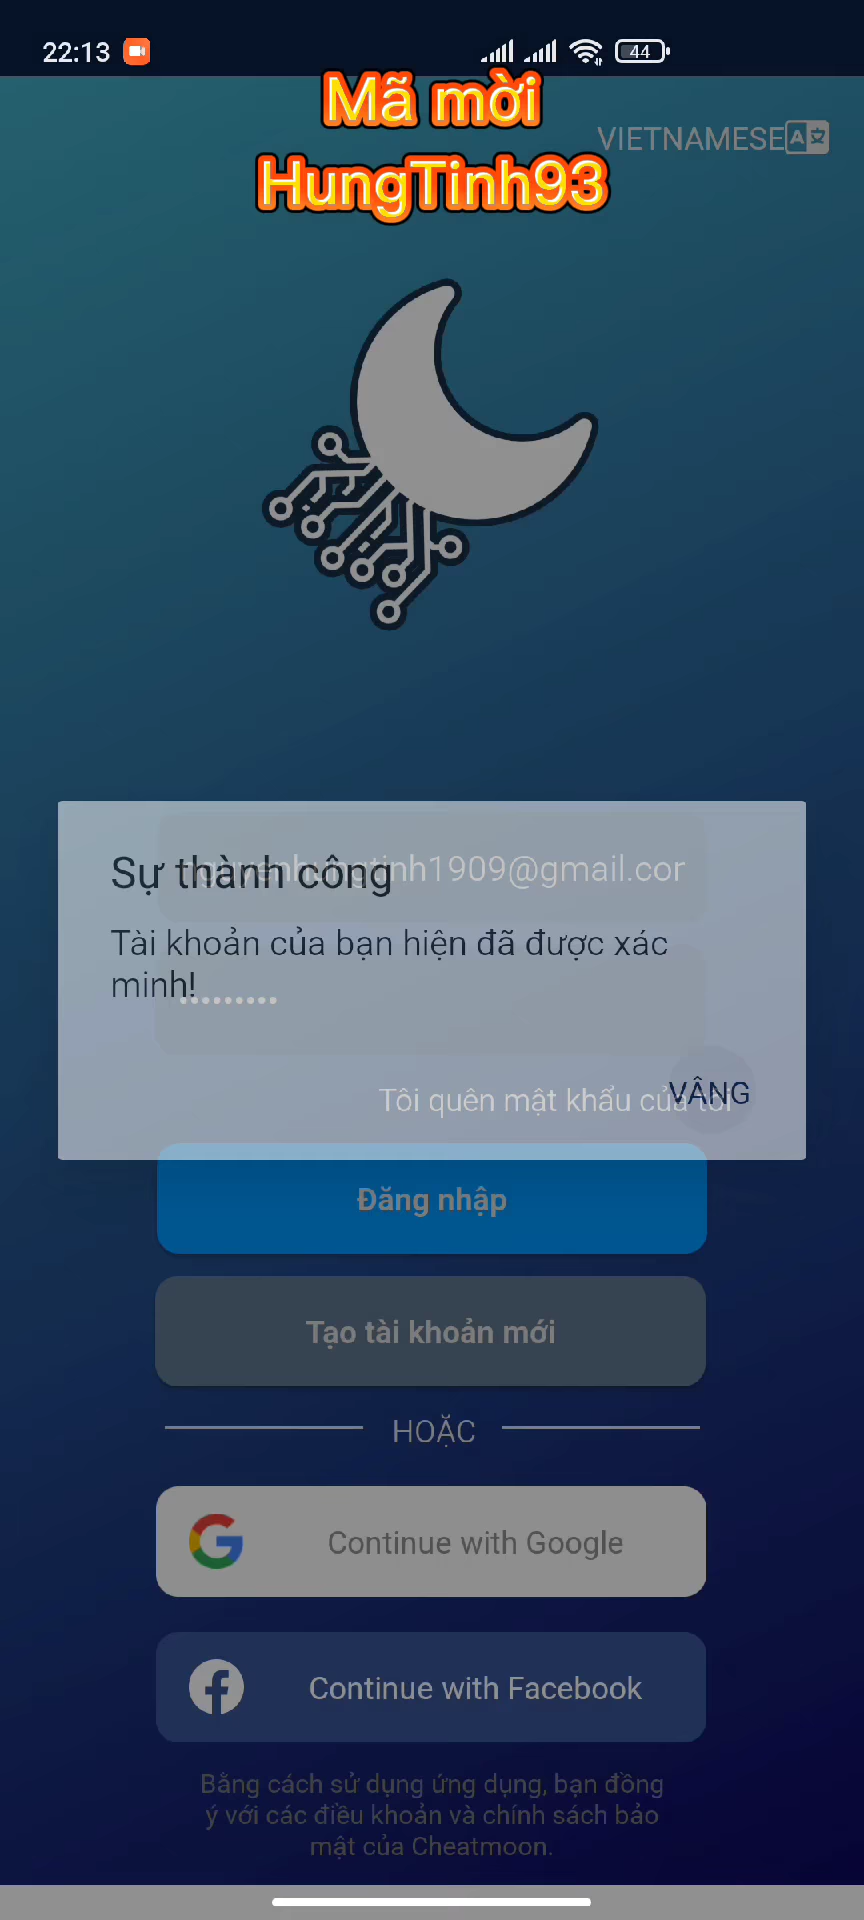 22:13
44
Mã mời
VIETNAMESE
HungTinh93
nguyenhungtinh1909@gmail.cor
Sự thành công
Tài khoản của bạn hiện đã được xác
minh!
Tôi quên mật khẩu của tôi
VÂNG
Đăng nhập
Tạo tài khoản mới
HOẶC
Continue with Google
Continue with Facebook
Bằng cách sử dụng ứng dụng, bạn đồng
ý với các điều khoản và chính sách bảo
mật của Cheatmoon.